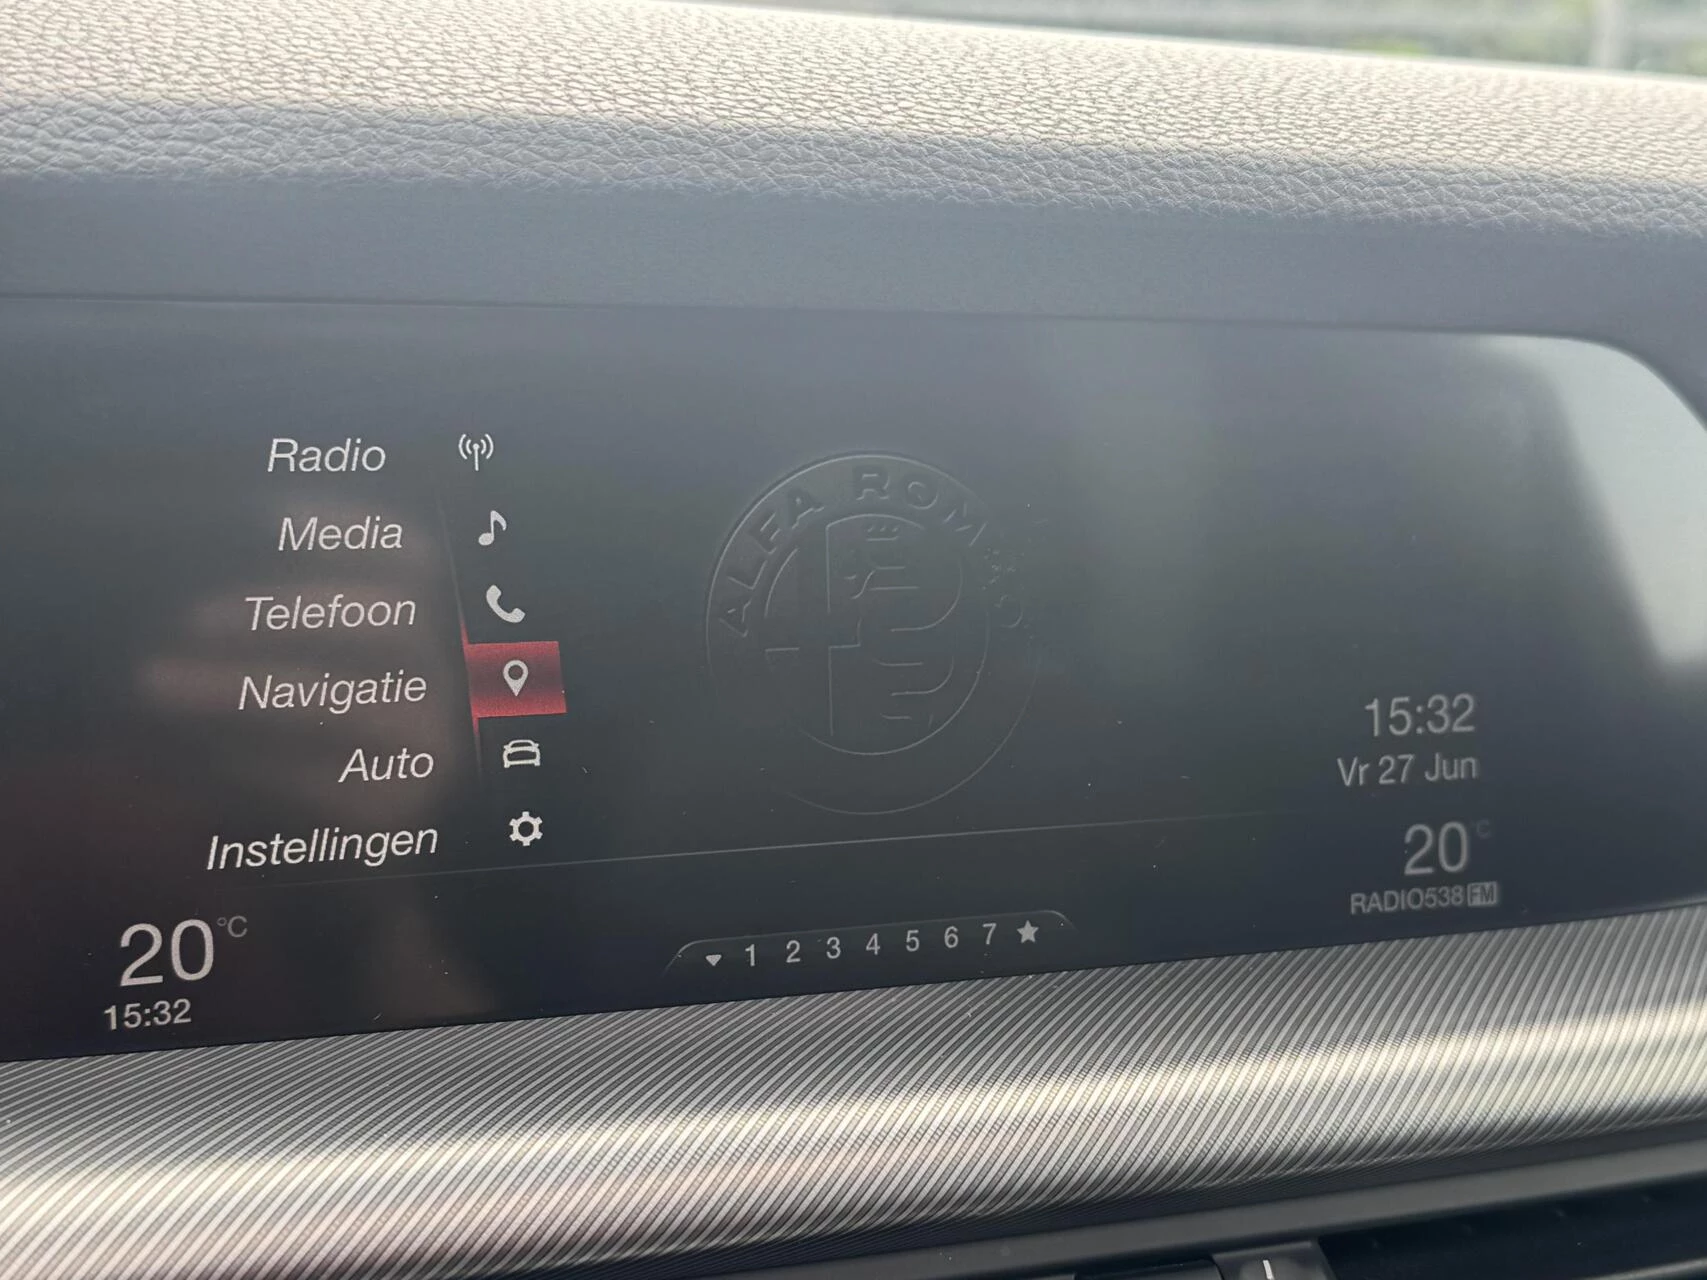 Radio
Media
Telefoon
Navigatie
Auto
Instellingen
20°C
15:32
ALFA ROM
1 2 3 4 5 6 7
15:32
Vr 27 Jun
20°C
RADIO538 FM